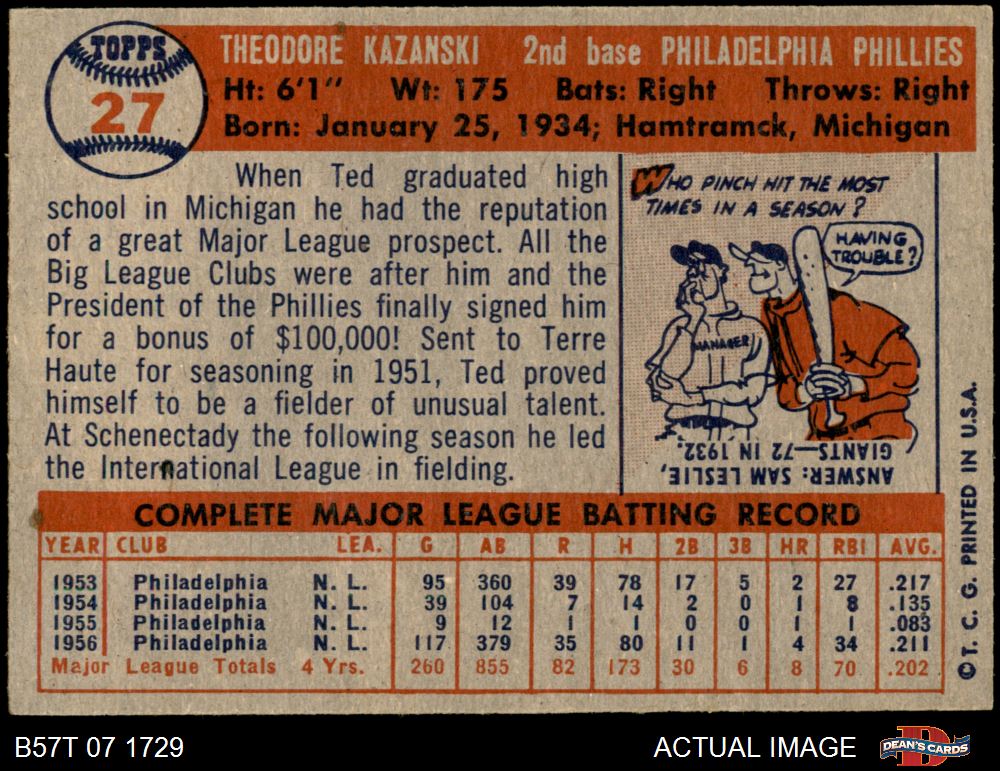 TOPPS
27
THEODORE KAZANSKI 2nd base PHILADELPHIA PHILLIES
Ht: 6'1" Wt: 175 Bats: Right Throws: Right
Born: January 25, 1934; Hamtramck, Michigan
When Ted graduated high
school in Michigan he had the reputation
of a great Major League prospect. All the
Big League Clubs were after him and the
President of the Phillies finally signed him
for a bonus of $100,000! Sent to Terre
Haute for seasoning in 1951, Ted proved
himself to be a fielder of unusual talent.
At Schenectady the following season he led
the International League in fielding.
WHO PINCH HIT THE MOST
TIMES IN A SEASON?
HAVING
TROUBLE?
MANAGER
ANSWER: SAM LESLIE,
GIANTS—72 IN 1932.
COMPLETE MAJOR LEAGUE BATTING RECORD
YEAR CLUB LEA. G AB R H 2B 3B HR RBI AVG.
1953 Philadelphia N. L. 95 360 39 78 17 5 2 27 .217
1954 Philadelphia N. L. 39 104 7 14 2 0 1 8 .135
1955 Philadelphia N. L. 9 12 1 1 0 0 1 1 .083
1956 Philadelphia N. L. 117 379 35 80 11 1 4 34 .211
Major League Totals 4 Yrs. 260 855 82 173 30 6 8 70 .202
©T. C. G. PRINTED IN U.S.A.
B57T 07 1729
ACTUAL IMAGE
DEAN'S CARDS